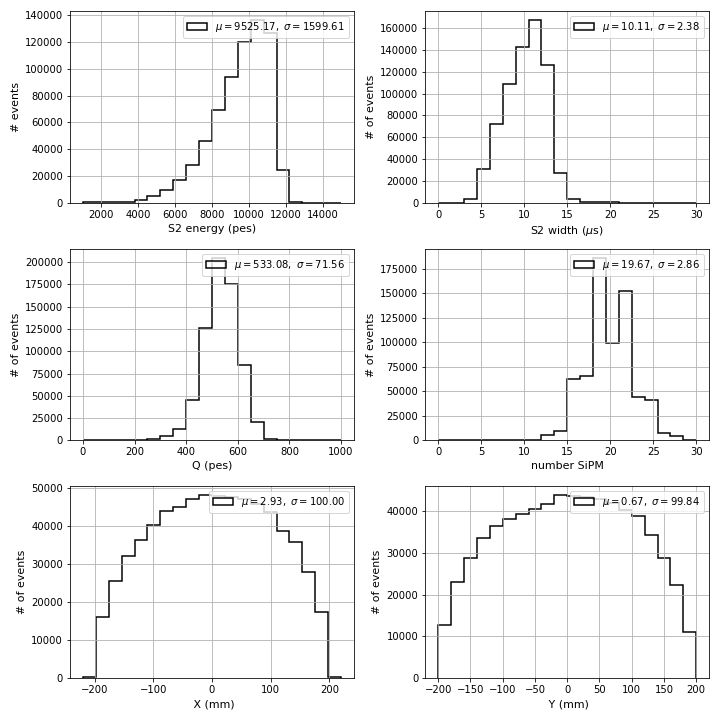 140000
120000
100000
80000
60000
40000
20000
0
# events
μ = 9525.17, σ = 1599.61
2000 4000 6000 8000 10000 12000 14000
S2 energy (pes)
160000
140000
120000
100000
80000
60000
40000
20000
0
# of events
μ = 10.11, σ = 2.38
0 5 10 15 20 25 30
S2 width (μs)
200000
175000
150000
125000
100000
75000
50000
25000
0
# of events
μ = 533.08, σ = 71.56
0 200 400 600 800 1000
Q (pes)
175000
150000
125000
100000
75000
50000
25000
0
# of events
μ = 19.67, σ = 2.86
0 5 10 15 20 25 30
number SiPM
50000
40000
30000
20000
10000
0
# of events
μ = 2.93, σ = 100.00
−200 −100 0 100 200
X (mm)
40000
30000
20000
10000
0
# of events
μ = 0.67, σ = 99.84
−200 −150 −100 −50 0 50 100 150 200
Y (mm)